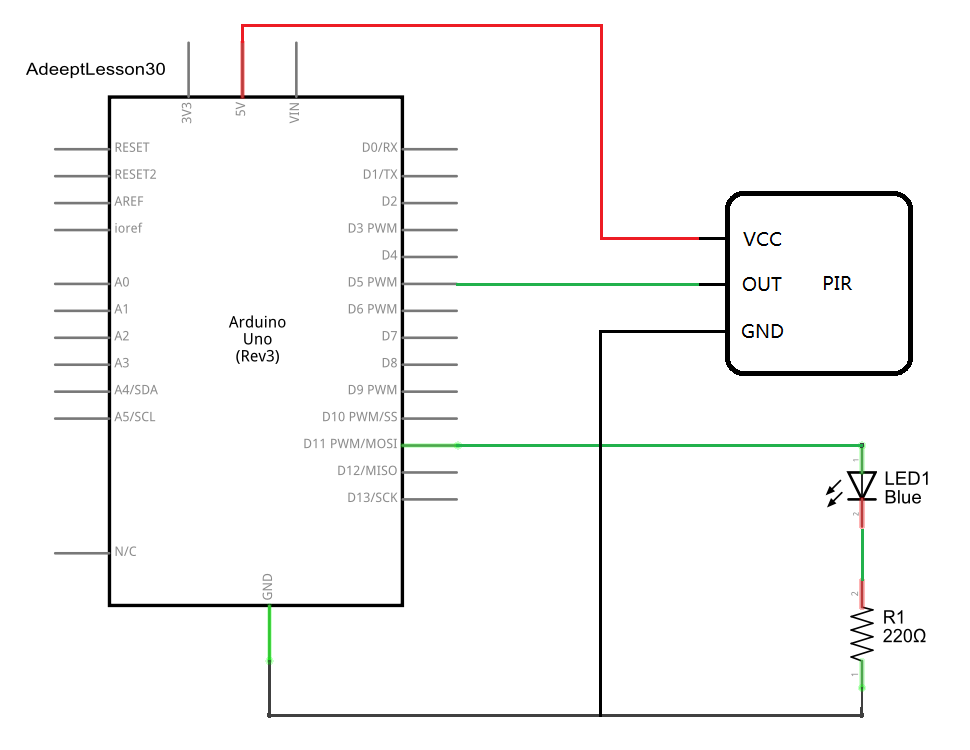 AdeeptLesson30
3V3
5V
VIN
RESET
RESET2
AREF
ioref
A0
A1
A2
A3
A4/SDA
A5/SCL
N/C
Arduino
Uno
(Rev3)
D0/RX
D1/TX
D2
D3 PWM
D4
D5 PWM
D6 PWM
D7
D8
D9 PWM
D10 PWM/SS
D11 PWM/MOSI
D12/MISO
D13/SCK
GND
VCC
OUT
GND
PIR
1
LED1
Blue
2
2
R1
220Ω
1